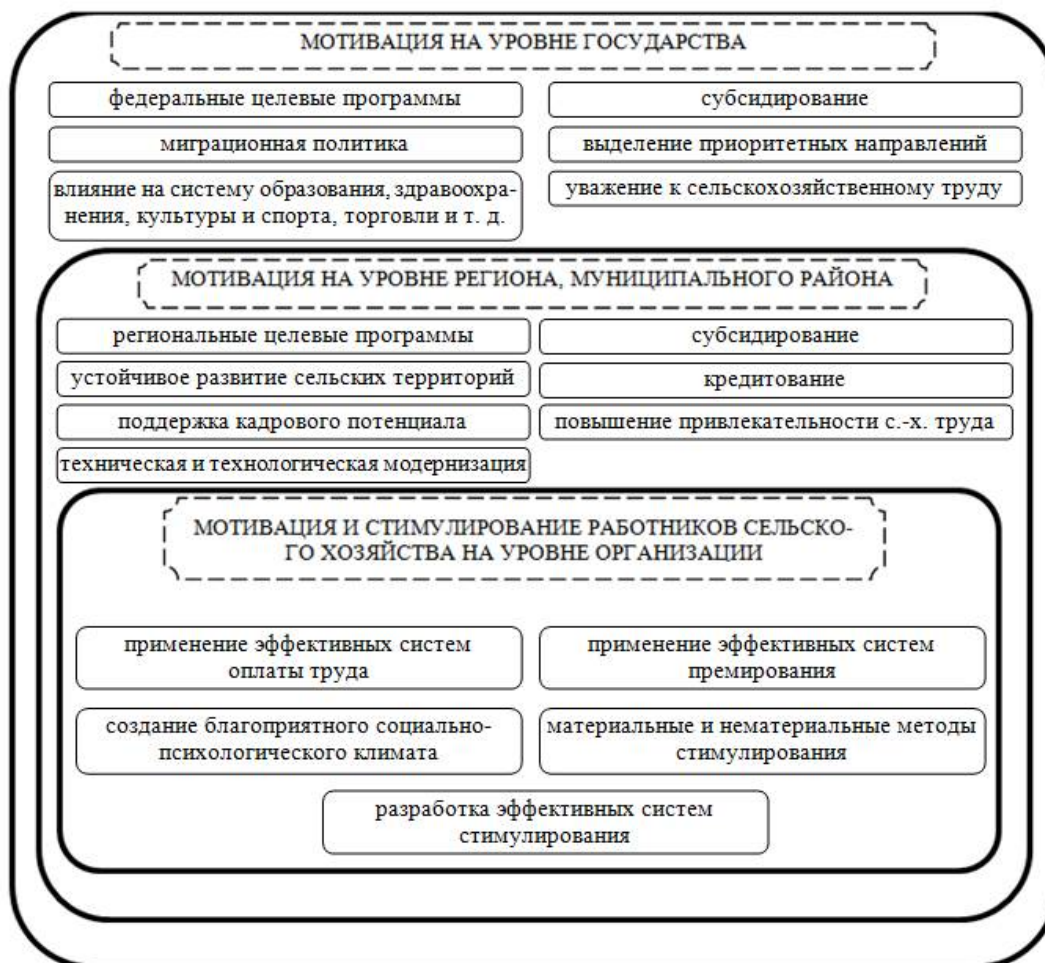 МОТИВАЦИЯ НА УРОВНЕ ГОСУДАРСТВА
федеральные целевые программы
субсидирование
миграционная политика
выделение приоритетных направлений
влияние на систему образования, здравоохра-
нения, культуры и спорта, торговли и т. д.
уважение к сельскохозяйственному труду
МОТИВАЦИЯ НА УРОВНЕ РЕГИОНА, МУНИЦИПАЛЬНОГО РАЙОНА
региональные целевые программы
субсидирование
устойчивое развитие сельских территорий
кредитование
поддержка кадрового потенциала
повышение привлекательности с.-х. труда
техническая и технологическая модернизация
МОТИВАЦИЯ И СТИМУЛИРОВАНИЕ РАБОТНИКОВ СЕЛЬСКО-
ГО ХОЗЯЙСТВА НА УРОВНЕ ОРГАНИЗАЦИИ
применение эффективных систем
оплаты труда
применение эффективных систем
премирования
создание благоприятного социально-
психологического климата
материальные и нематериальные методы
стимулирования
разработка эффективных систем
стимулирования